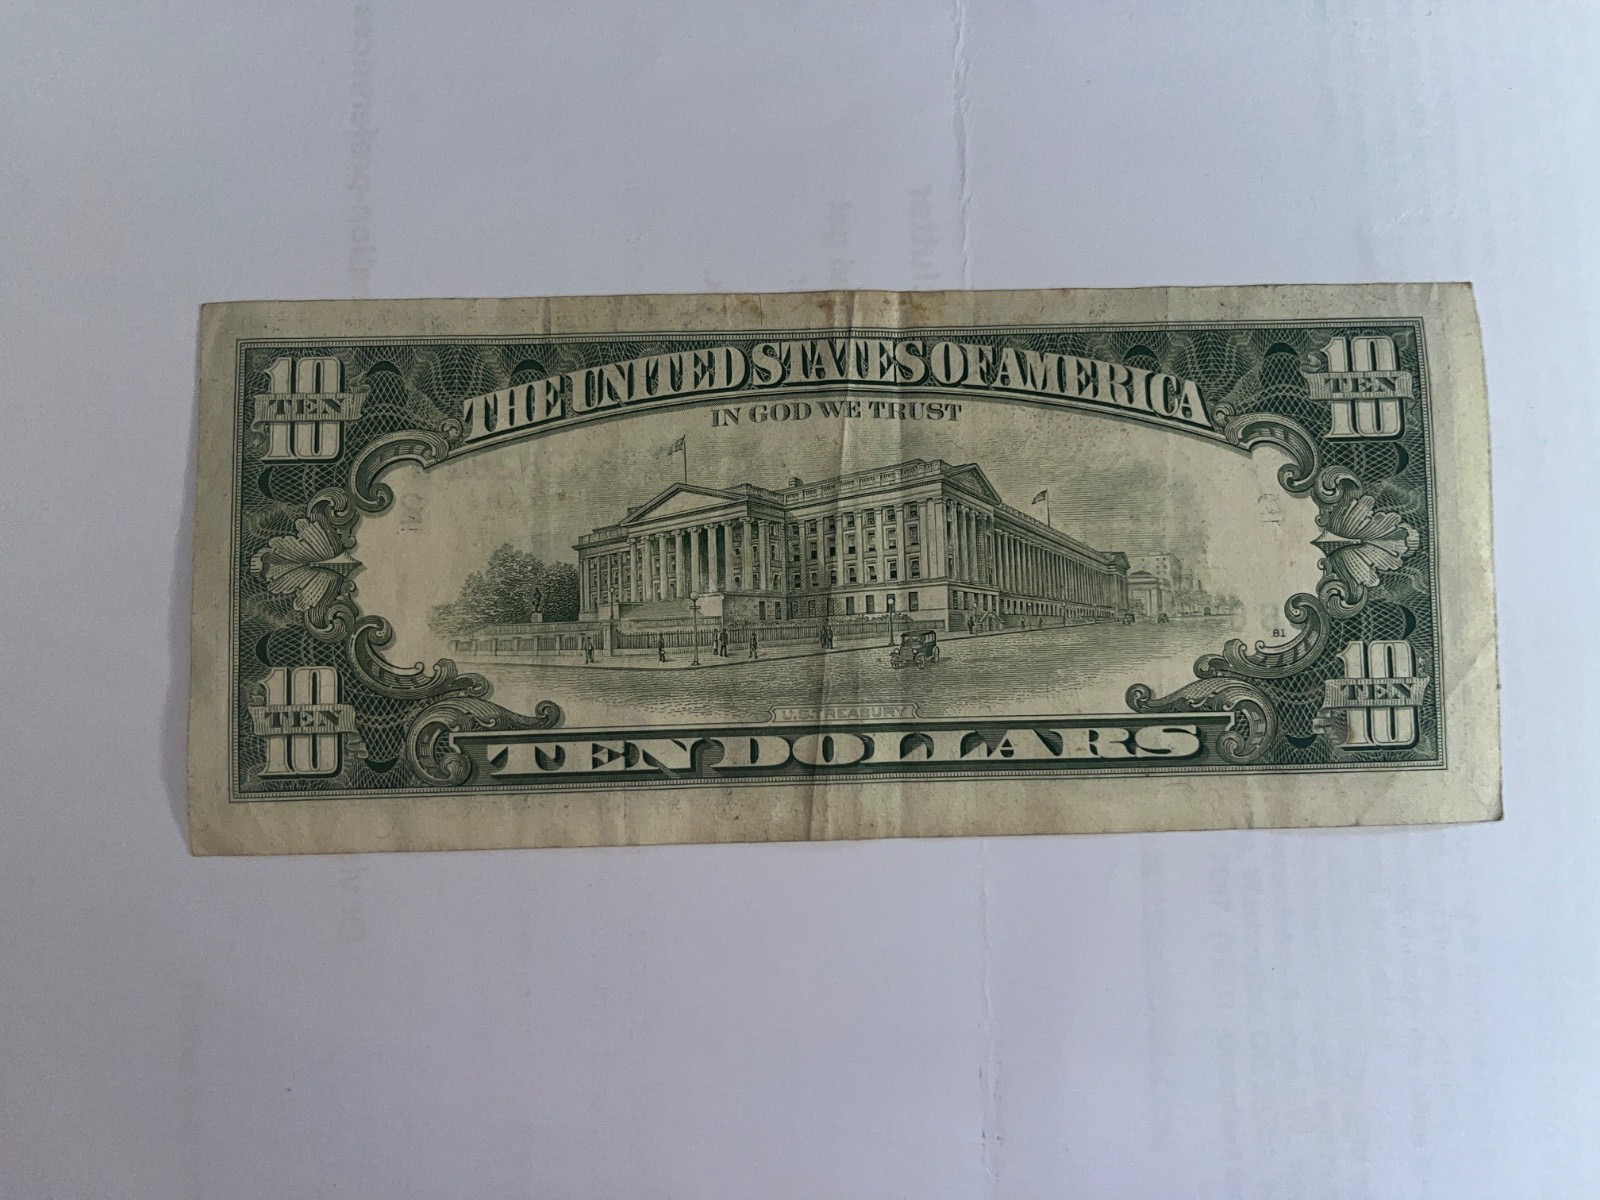 10 10
TEN TEN
10 10
THE UNITED STATES OF AMERICA
IN GOD WE TRUST
81
10 10
TEN TEN
10 10
U.S. TREASURY
TEN DOLLARS